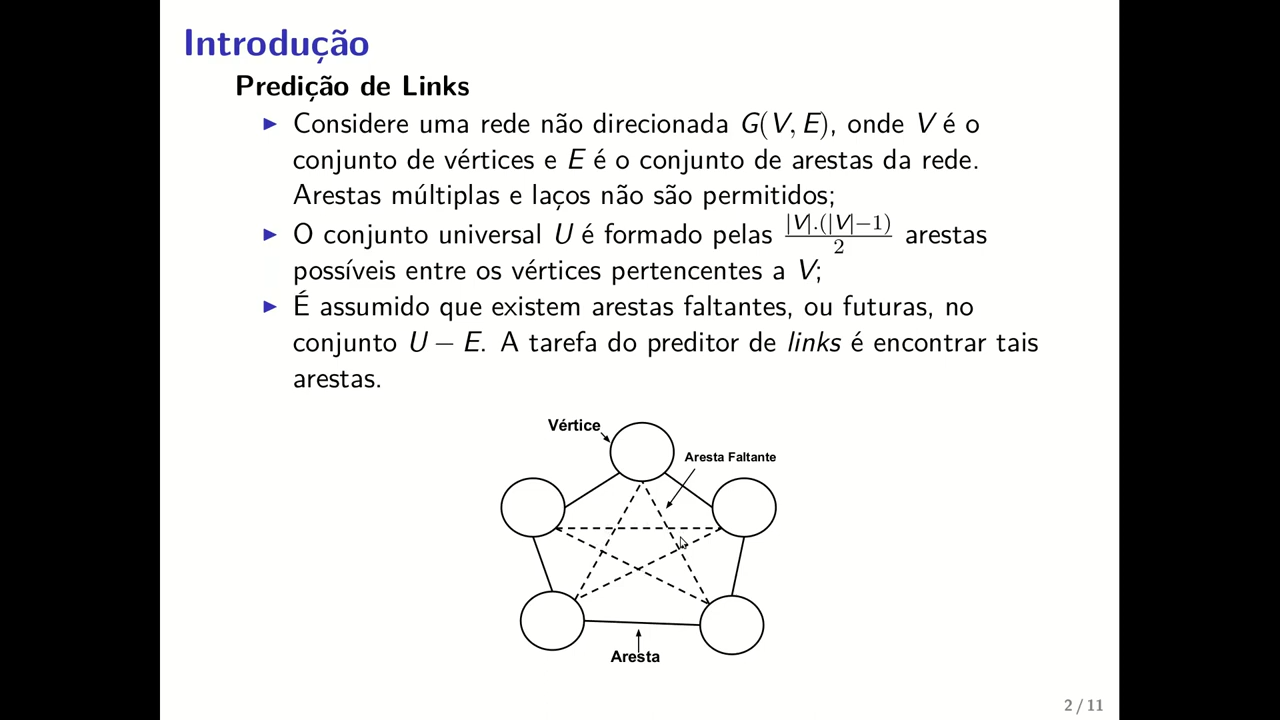 Introdução
Predição de Links
▶ Considere uma rede não direcionada G(V, E), onde V é o
conjunto de vértices e E é o conjunto de arestas da rede.
Arestas múltiplas e laços não são permitidos;
▶ O conjunto universal U é formado pelas |V|.(|V|−1)/2 arestas
possíveis entre os vértices pertencentes a V;
▶ É assumido que existem arestas faltantes, ou futuras, no
conjunto U − E. A tarefa do preditor de links é encontrar tais
arestas.
Vértice
Aresta Faltante
Aresta
2 / 11